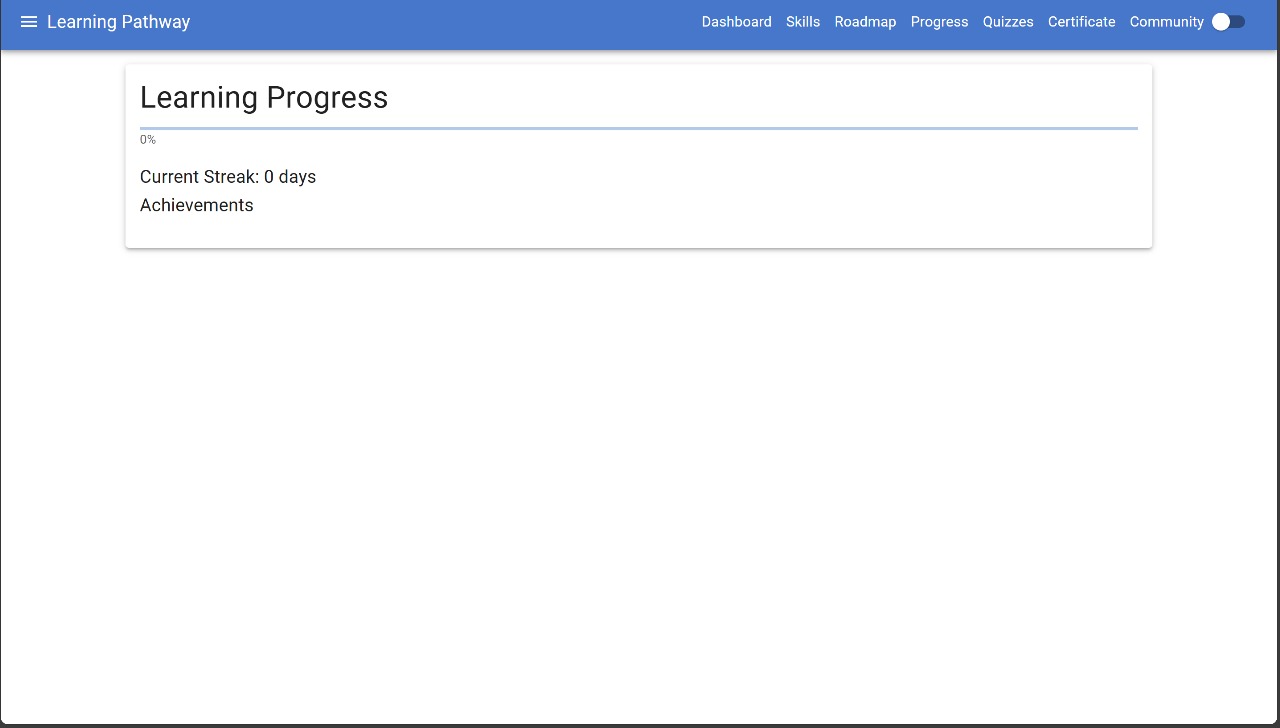 Learning Pathway
Dashboard Skills Roadmap Progress Quizzes Certificate Community
Learning Progress
0%
Current Streak: 0 days
Achievements